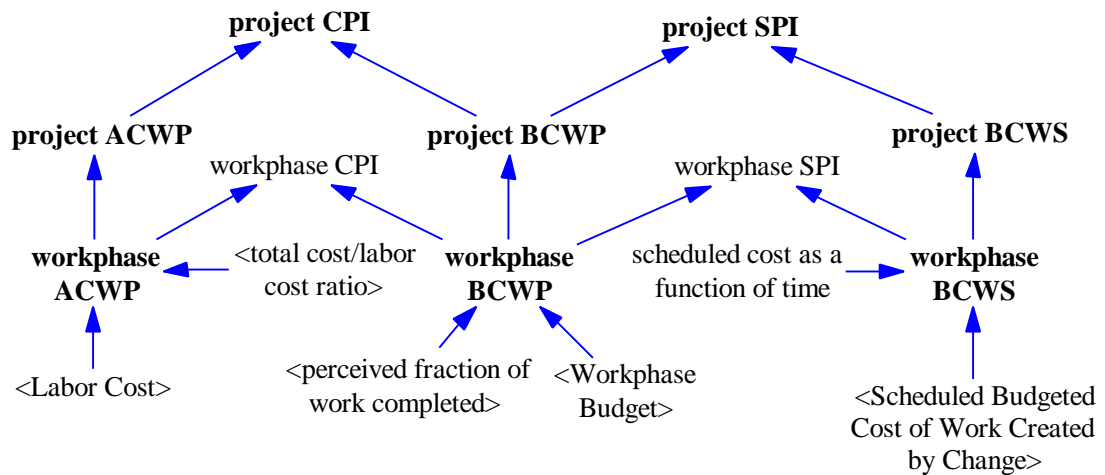 project CPI
project SPI
project ACWP
project BCWP
project BCWS
workphase CPI
workphase SPI
workphase
ACWP
<total cost/labor
cost ratio>
workphase
BCWP
scheduled cost as a
function of time
workphase
BCWS
<Labor Cost>
<perceived fraction of
work completed>
<Workphase
Budget>
<Scheduled Budgeted
Cost of Work Created
by Change>